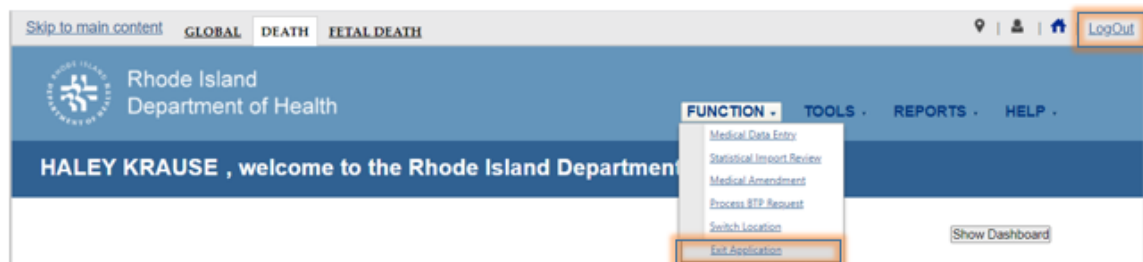 Skip to main content GLOBAL DEATH FETAL DEATH | | LogOut
Rhode Island
Department of Health
FUNCTION TOOLS REPORTS HELP
Medical Data Entry
Statistical Import Review
Medical Amendment
Process BTP Request
Switch Location
Exit Application
HALEY KRAUSE , welcome to the Rhode Island Department
Show Dashboard